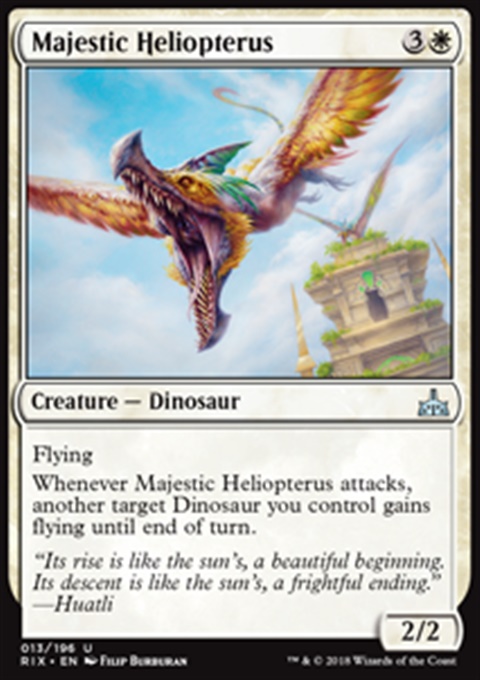 Majestic Heliopterus 3
Creature — Dinosaur
Flying
Whenever Majestic Heliopterus attacks,
another target Dinosaur you control gains
flying until end of turn.
“Its rise is like the sun’s, a beautiful beginning.
Its descent is like the sun’s, a frightful ending.”
—Huatli
2/2
013/196 U
RIX • EN Filip Burburan
™ & © 2018 Wizards of the Coast